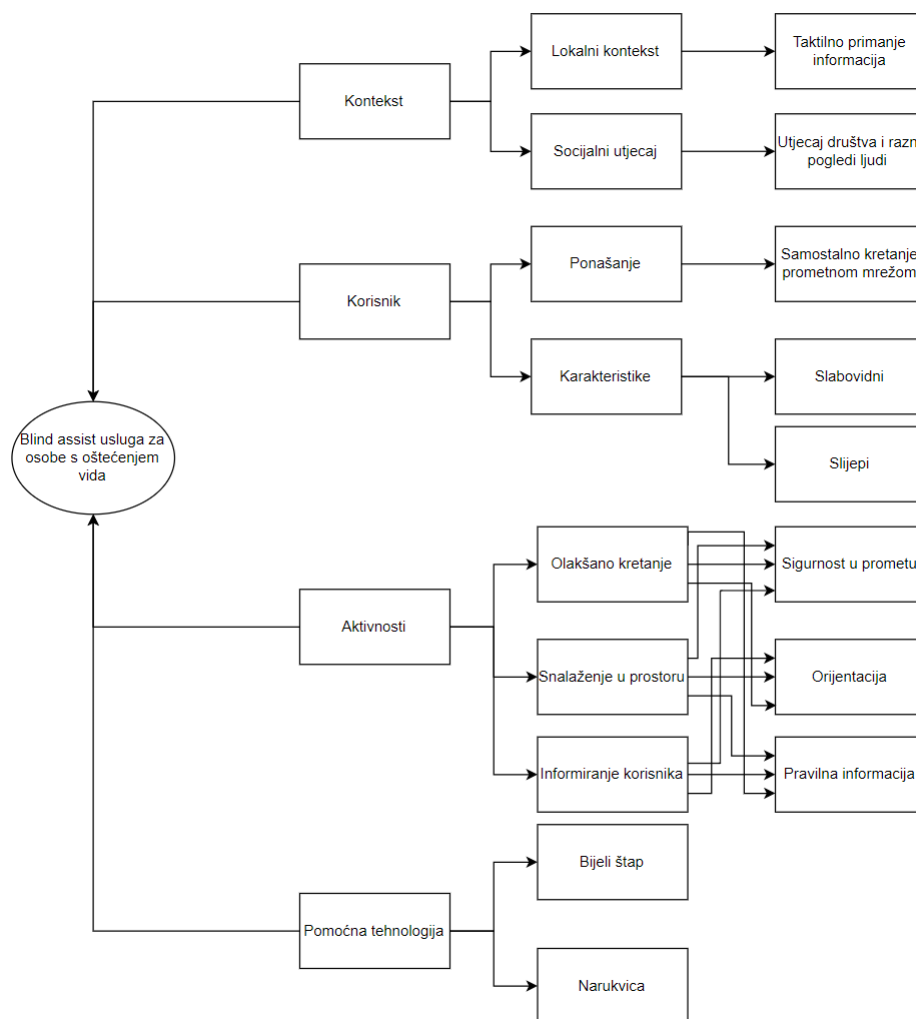 Lokalni kontekst
Taktilno primanje
informacija
Kontekst
Socijalni utjecaj
Utjecaj društva i razn
pogledi ljudi
Ponašanje
Samostalno kretanje
prometnom mrežom
Korisnik
Karakteristike
Slabovidni
Slijepi
Blind assist usluga za
osobe s oštećenjem
vida
Olakšano kretanje
Sigurnost u prometu
Aktivnosti
Snalaženje u prostoru
Orijentacija
Informiranje korisnika
Pravilna informacija
Bijeli štap
Pomoćna tehnologija
Narukvica